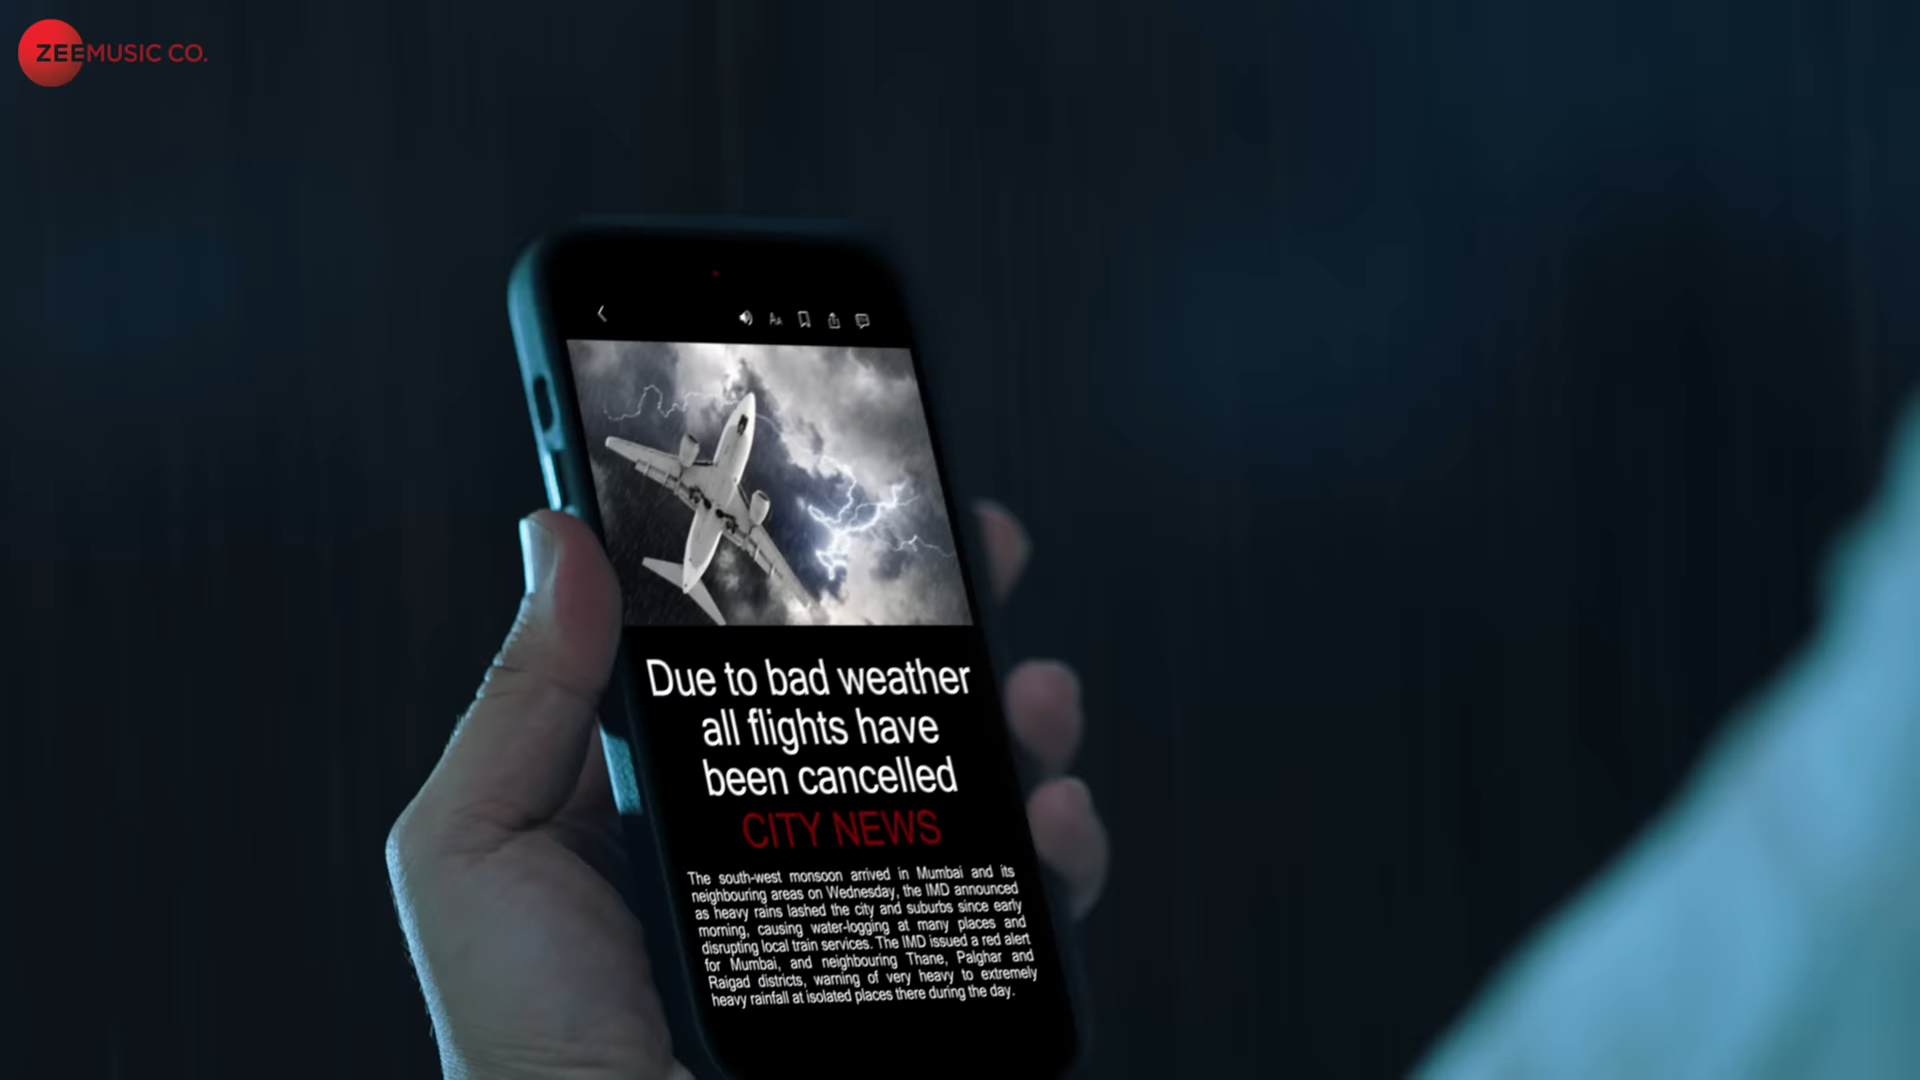 ZEEMUSIC CO.
AA
Due to bad weather
all flights have
been cancelled
CITY NEWS
The south-west monsoon arrived in Mumbai and its
neighbouring areas on Wednesday, the IMD announced
as heavy rains lashed the city and suburbs since early
morning, causing water-logging at many places and
disrupting local train services. The IMD issued a red alert
for Mumbai, and neighbouring Thane, Palghar and
Raigad districts, warning of very heavy to extremely
heavy rainfall at isolated places there during the day.